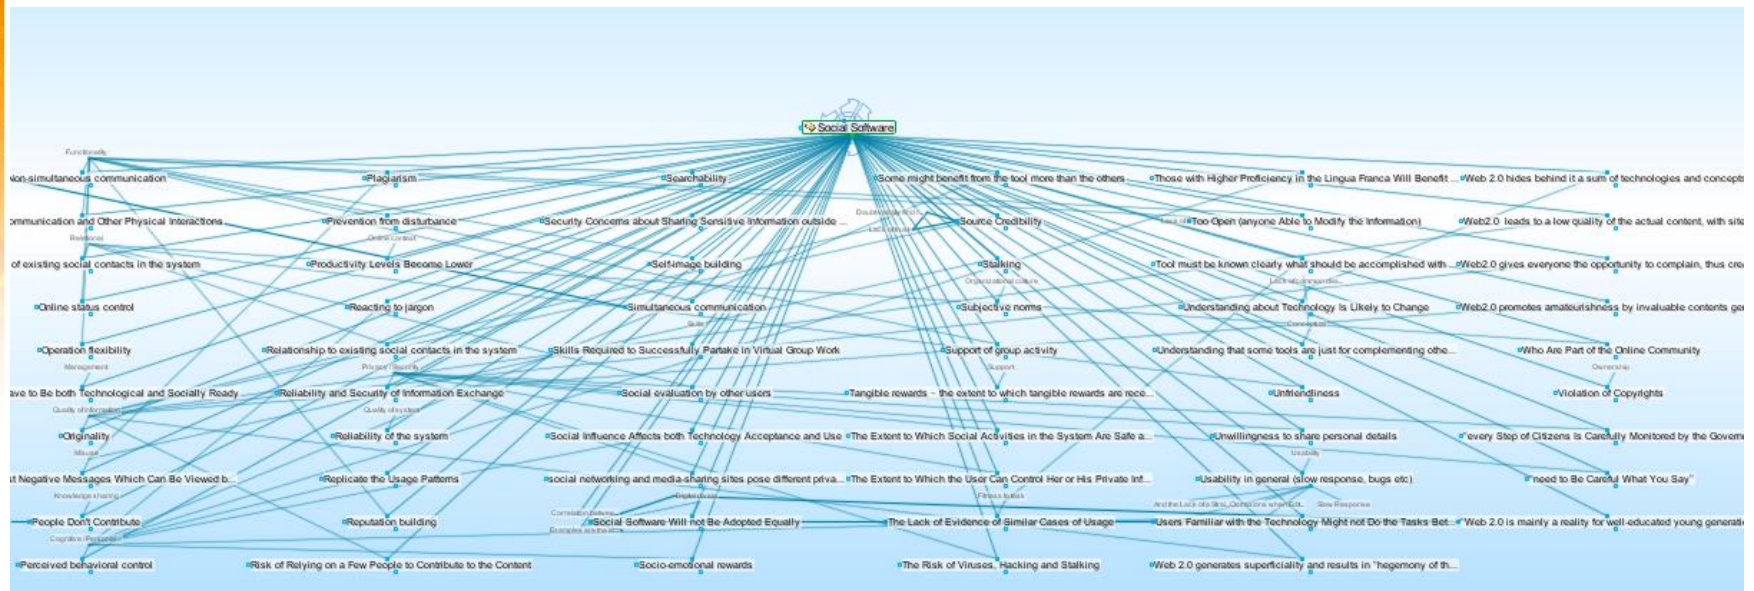 Social Software
Functionality
Non-simultaneous communication
Plagiarism
Searchability
Some might benefit from the tool more than the others
Those with Higher Proficiency in the Lingua Franca Will Benefit ...
Web 2.0 hides behind it a sum of technologies and concepts
ommunication and Other Physical Interactions
Prevention from disturbance
Security Concerns about Sharing Sensitive Information outside ...
Source Credibility
Too Open (anyone Able to Modify the Information)
Web2.0 leads to a low quality of the actual content, with site
Relational
Online context
of existing social contacts in the system
Productivity Levels Become Lower
Self-image building
Stalking
Tool must be known clearly what should be accomplished with ...
Web2.0 gives everyone the opportunity to complain, thus crea
Organizational culture
Online status control
Reacting to jargon
Simultaneous communication
Subjective norms
Understanding about Technology Is Likely to Change
Web2.0 promotes amateurishness by invaluable contents ge
Operation flexibility
Relationship to existing social contacts in the system
Skills Required to Successfully Partake in Virtual Group Work
Support of group activity
Understanding that some tools are just for complementing othe...
Who Are Part of the Online Community
Management
Privacy / Security
Support
Ownership
ave to Be both Technological and Socially Ready
Reliability and Security of Information Exchange
Social evaluation by other users
Tangible rewards - the extent to which tangible rewards are rece...
Unfriendliness
Violation of Copyrights
Quality of information
Quality of system
Originality
Reliability of the system
Social Influence Affects both Technology Acceptance and Use
The Extent to Which Social Activities in the System Are Safe a...
Unwillingness to share personal details
"every Step of Citizens Is Carefully Monitored by the Governm
Misuse
Usability
st Negative Messages Which Can Be Viewed b...
Replicate the Usage Patterns
social networking and media-sharing sites pose different priva...
The Extent to Which the User Can Control Her or His Private Inf...
Usability in general (slow response, bugs etc)
"need to Be Careful What You Say"
Knowledge sharing
Fitness to task
Slow Response
People Don't Contribute
Reputation building
Social Software Will not Be Adopted Equally
The Lack of Evidence of Similar Cases of Usage
Users Familiar with the Technology Might not Do the Tasks Bet...
"Web 2.0 is mainly a reality for well-educated young generati
Perceived behavioral control
Risk of Relying on a Few People to Contribute to the Content
Socio-emotional rewards
The Risk of Viruses, Hacking and Stalking
Web 2.0 generates superficiality and results in "hegemony of th...